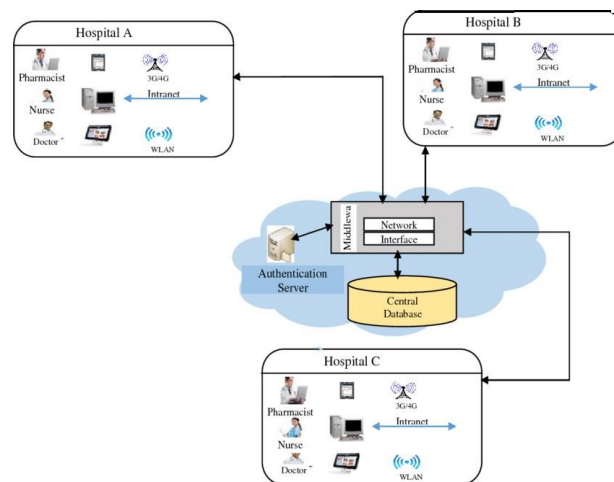 Hospital A
Pharmacist
3G/4G
Nurse
Intranet
Doctor
WLAN
Hospital B
Pharmacist
3G/4G
Nurse
Intranet
Doctor
WLAN
Middlewa
Network
Interface
Authentication
Server
Central
Database
Hospital C
Pharmacist
3G/4G
Nurse
Intranet
Doctor
WLAN